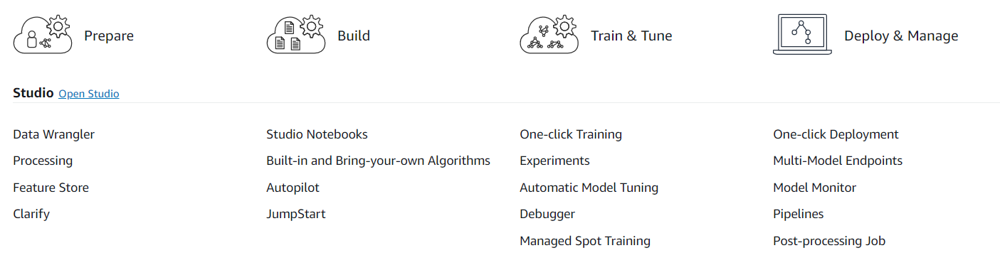 Prepare
Build
Train & Tune
Deploy & Manage
Studio Open Studio
Data Wrangler
Processing
Feature Store
Clarify
Studio Notebooks
Built-in and Bring-your-own Algorithms
Autopilot
JumpStart
One-click Training
Experiments
Automatic Model Tuning
Debugger
Managed Spot Training
One-click Deployment
Multi-Model Endpoints
Model Monitor
Pipelines
Post-processing Job